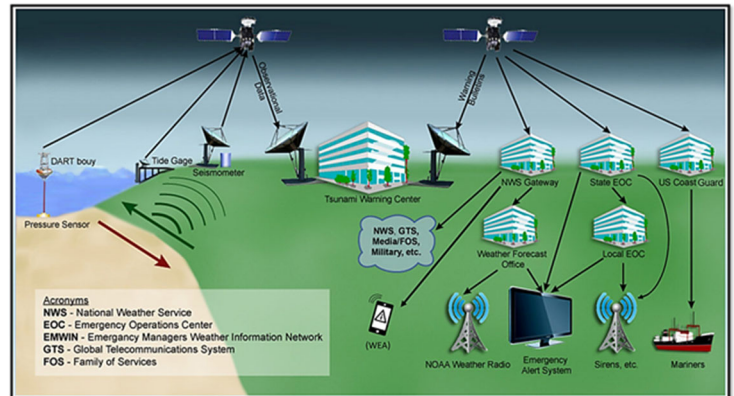 Observational
Data
Warning
Bulletins
DART bouy
Tide Gage
Seismometer
Pressure Sensor
Tsunami Warning Center
NWS Gateway
State EOC
US Coast Guard
NWS, GTS,
Media/FOS,
Military, etc.
Weather Forecast
Office
Local EOC
(WEA)
NOAA Weather Radio
Emergency
Alert System
Sirens, etc.
Mariners
Acronyms
NWS - National Weather Service
EOC - Emergency Operations Center
EMWIN - Emergancy Managers Weather Information Network
GTS - Global Telecommunications System
FOS - Family of Services